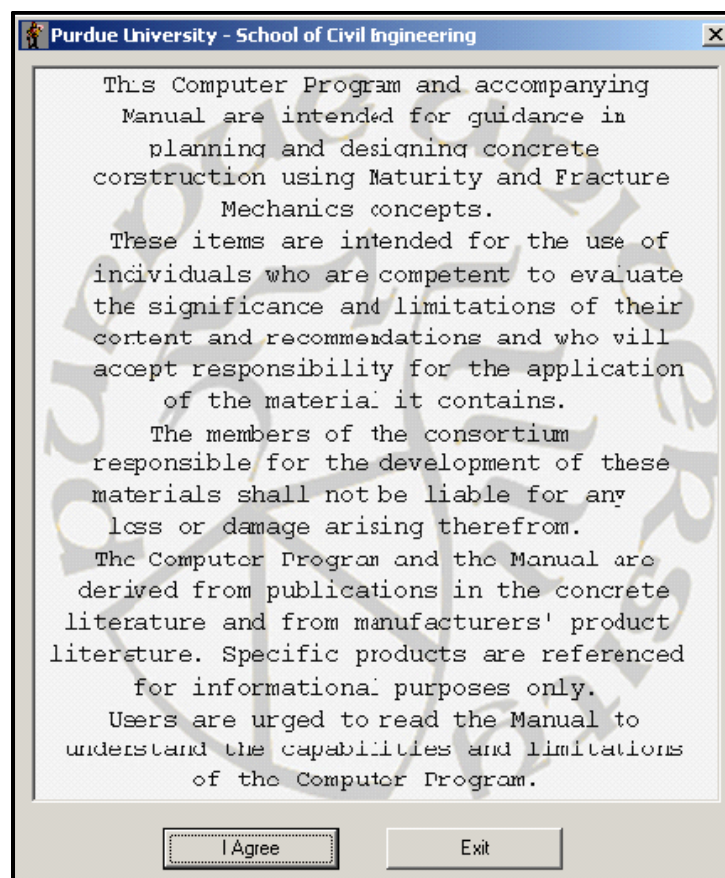 Purdue University - School of Civil Engineering
This Computer Program and accompanying
Manual are intended for guidance in
planning and designing concrete
construction using Maturity and Fracture
Mechanics concepts.
These items are intended for the use of
individuals who are competent to evaluate
the significance and limitations of their
content and recommendations and who will
accept responsibility for the application
of the material it contains.
The members of the consortium
responsible for the development of these
materials shall not be liable for any
loss or damage arising therefrom.
The Computer Program and the Manual are
derived from publications in the concrete
literature and from manufacturers' product
literature. Specific products are referenced
for informational purposes only.
Users are urged to read the Manual to
understand the capabilities and limitations
of the Computer Program.
I Agree
Exit
purdue univeRsity